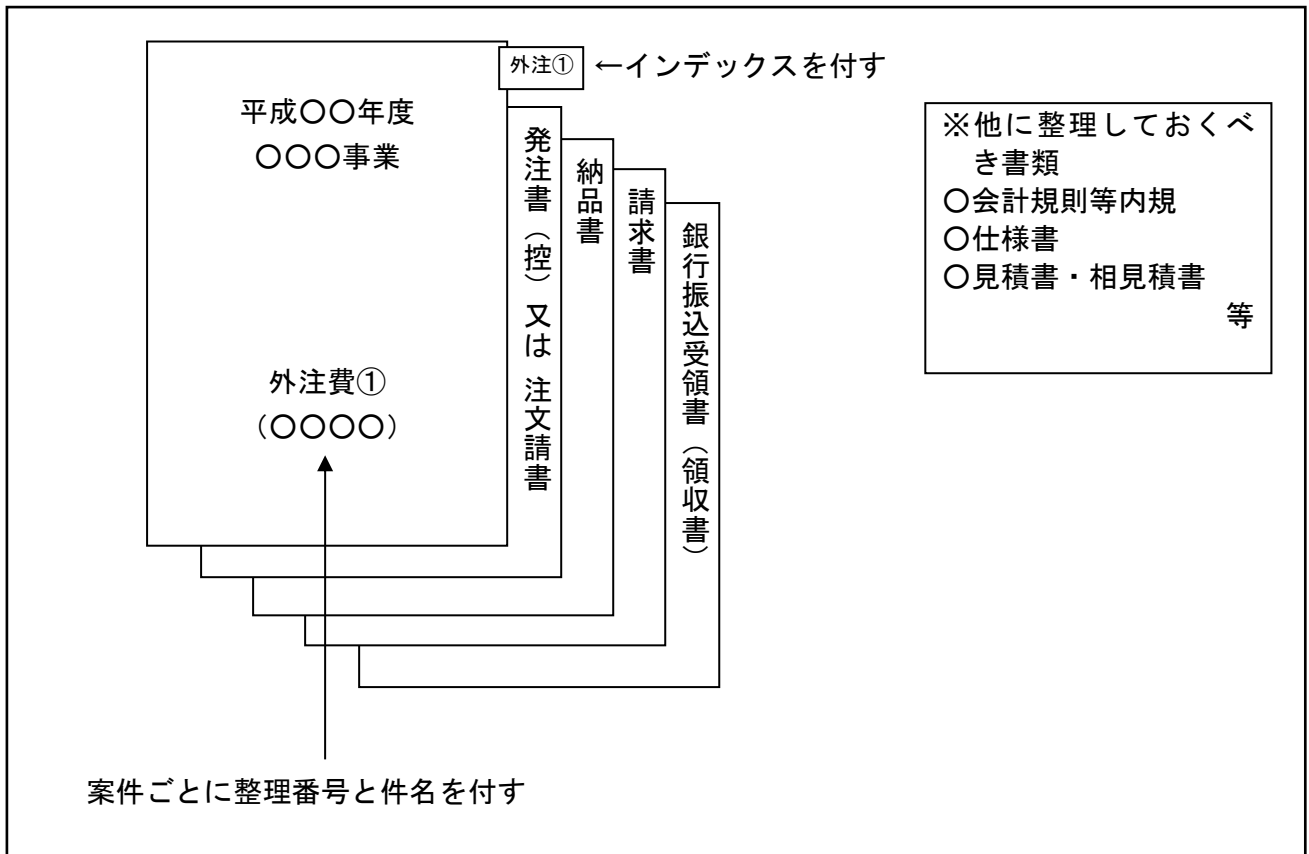 外注①
←インデックスを付す
平成〇〇年度
〇〇〇事業
外注費①
(〇〇〇〇)
発注書(控)又は 注文請書
納品書
請求書
銀行振込受領書(領収書)
※他に整理しておくべ
き書類
〇会計規則等内規
〇仕様書
〇見積書・相見積書
等
案件ごとに整理番号と件名を付す